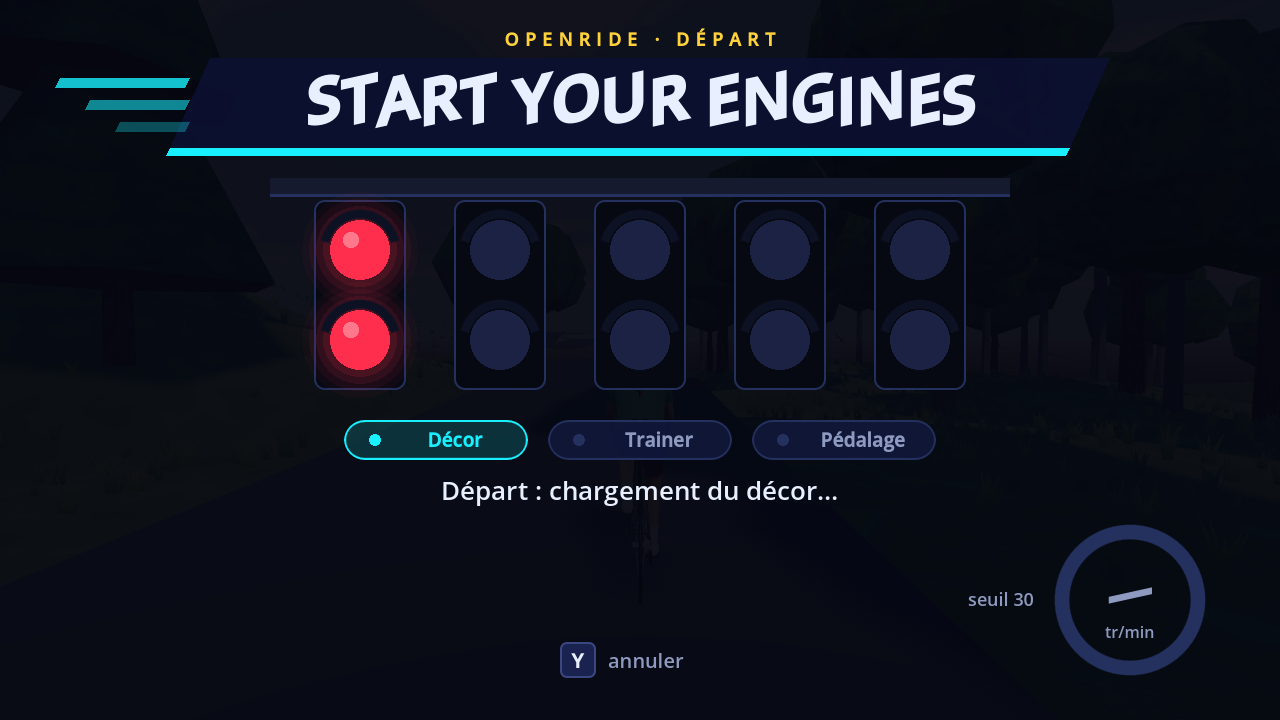 OPENRIDE · DÉPART
START YOUR ENGINES
Décor
Trainer
Pédalage
Départ : chargement du décor...
seuil 30
—
tr/min
Y annuler